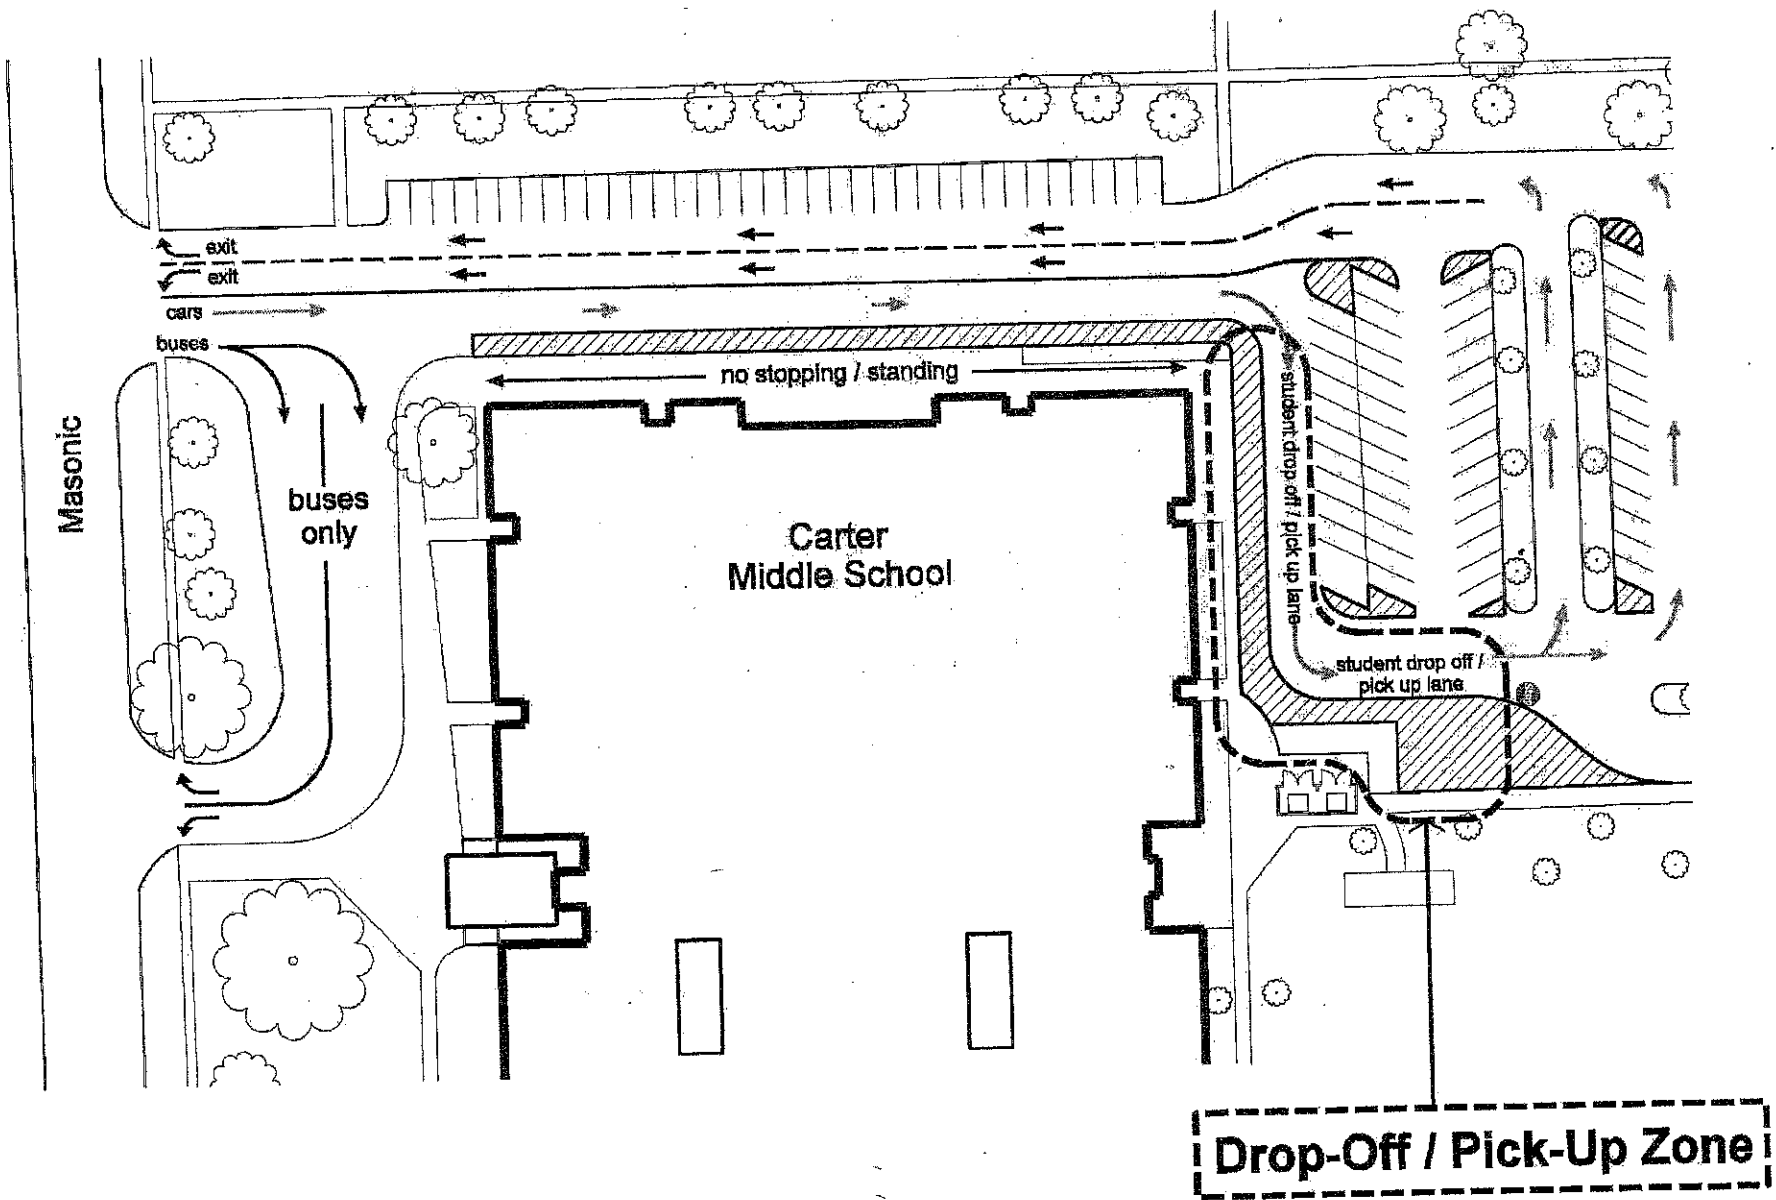 exit
exit
cars
buses
no stopping / standing
Masonic
buses
only
Carter
Middle School
student drop off / pick up lane
student drop off /
pick up lane
Drop-Off / Pick-Up Zone